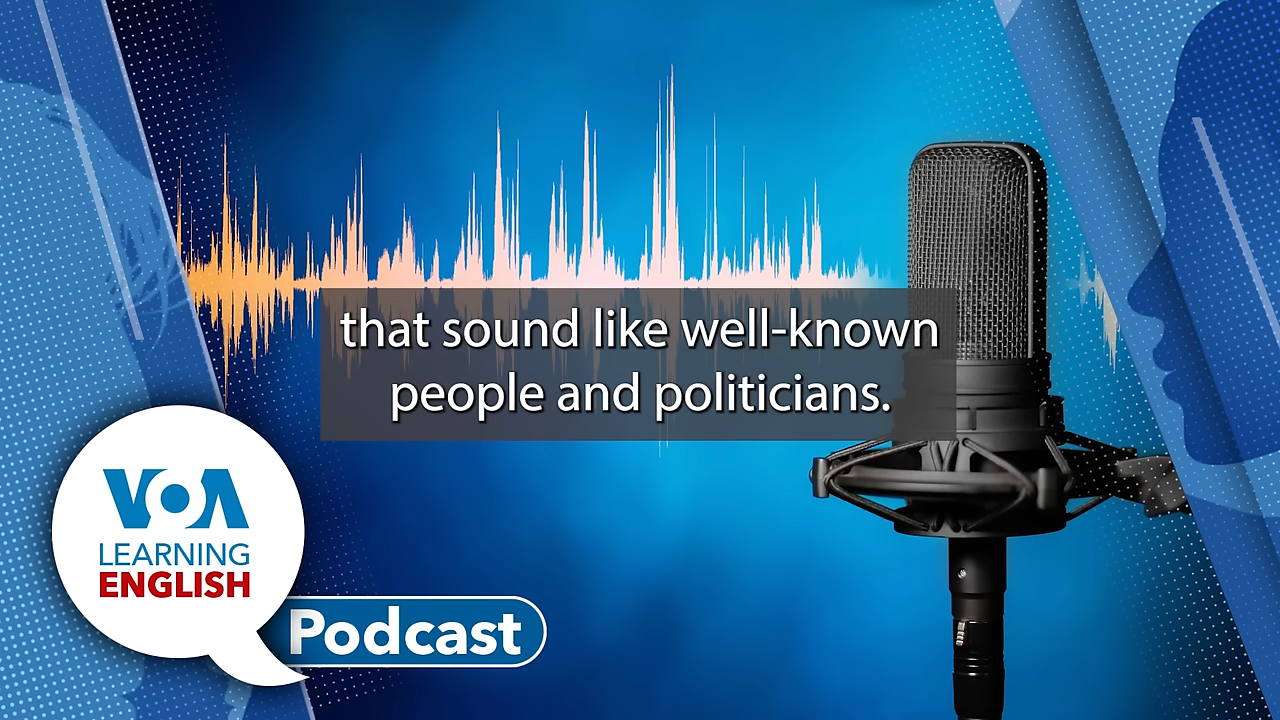 that sound like well-known
people and politicians.
VOA
LEARNING
ENGLISH
Podcast